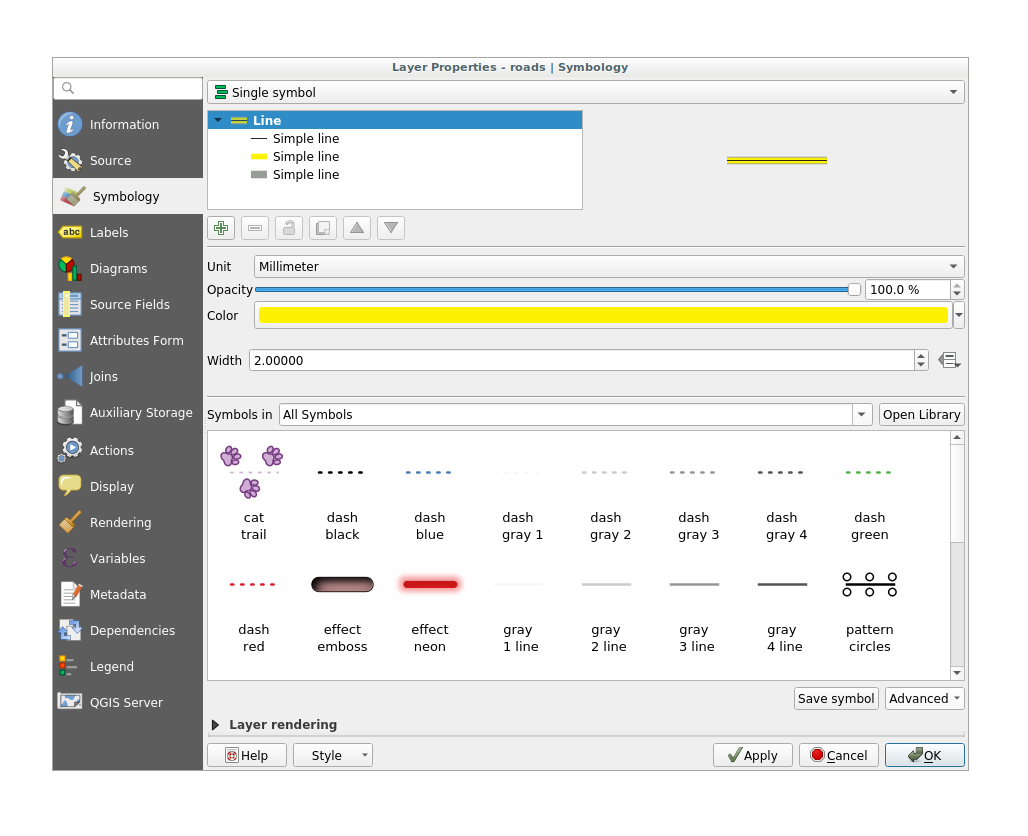 Layer Properties - roads | Symbology
Information
Source
Symbology
Labels
Diagrams
Source Fields
Attributes Form
Joins
Auxiliary Storage
Actions
Display
Rendering
Variables
Metadata
Dependencies
Legend
QGIS Server
abc
Single symbol
Line
Simple line
Simple line
Simple line
Unit
Millimeter
Opacity
100.0 %
Color
Width
2.00000
Symbols in
All Symbols
Open Library
cat
trail
dash
black
dash
blue
dash
gray 1
dash
gray 2
dash
gray 3
dash
gray 4
dash
green
dash
red
effect
emboss
effect
neon
gray
1 line
gray
2 line
gray
3 line
gray
4 line
pattern
circles
Save symbol
Advanced
Layer rendering
Help
Style
Apply
Cancel
OK